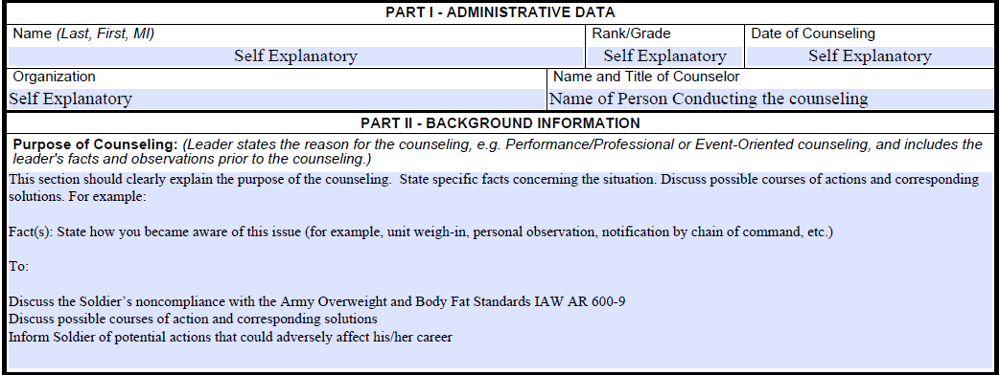 PART I - ADMINISTRATIVE DATA
Name (Last, First, MI)
Rank/Grade
Date of Counseling
Self Explanatory
Self Explanatory
Self Explanatory
Organization
Name and Title of Counselor
Self Explanatory
Name of Person Conducting the counseling
PART II - BACKGROUND INFORMATION
Purpose of Counseling: (Leader states the reason for the counseling, e.g. Performance/Professional or Event-Oriented counseling, and includes the
leader's facts and observations prior to the counseling.)
This section should clearly explain the purpose of the counseling.  State specific facts concerning the situation. Discuss possible courses of actions and corresponding
solutions. For example:
Fact(s): State how you became aware of this issue (for example, unit weigh-in, personal observation, notification by chain of command, etc.)
To:
Discuss the Soldier’s noncompliance with the Army Overweight and Body Fat Standards IAW AR 600-9
Discuss possible courses of action and corresponding solutions
Inform Soldier of potential actions that could adversely affect his/her career